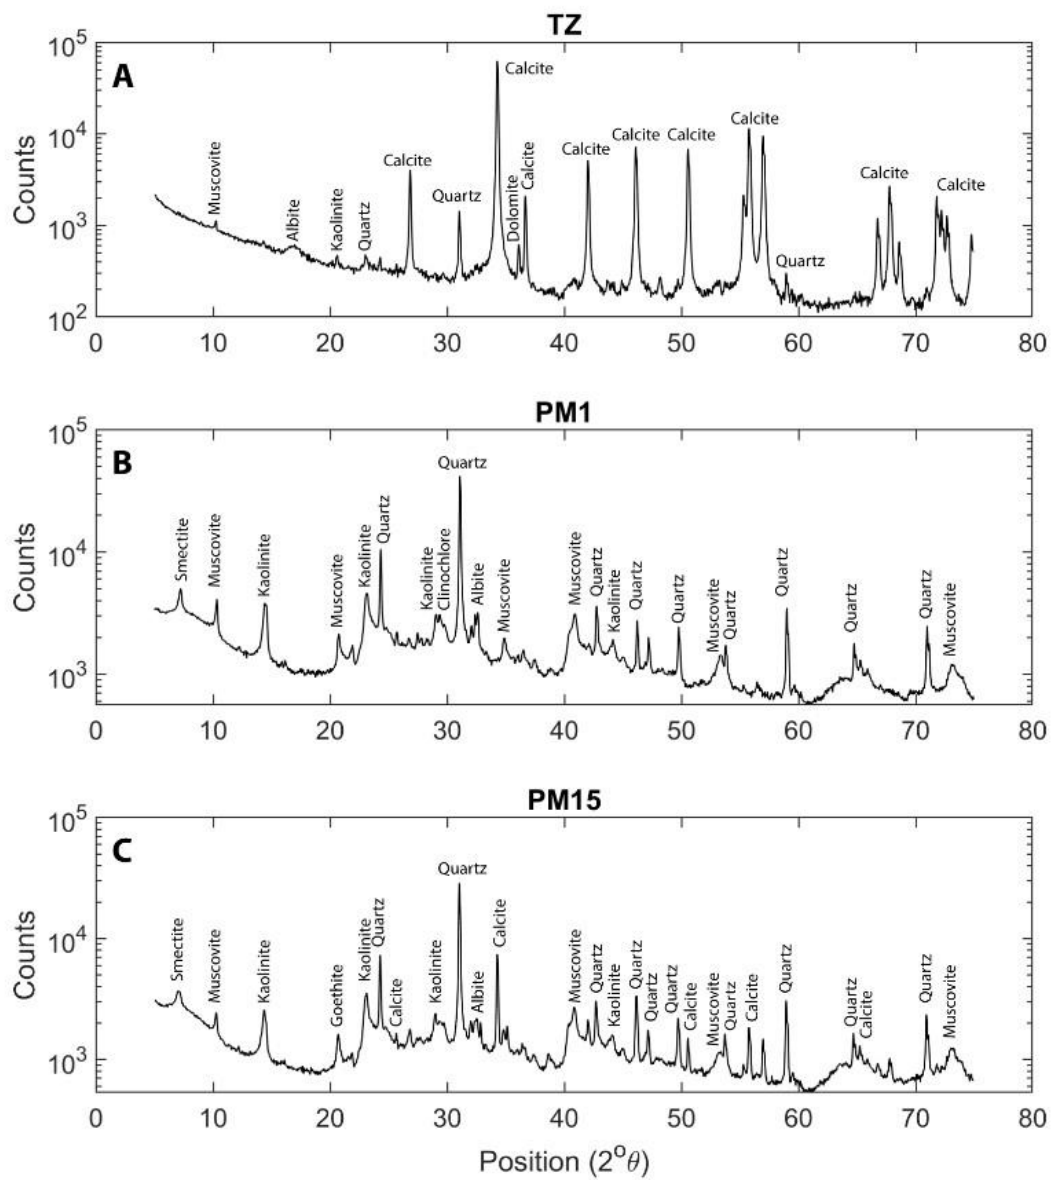 TZ
A
10^5
10^4
10^3
10^2
Counts
Muscovite
Albite
Kaolinite
Quartz
Calcite
Quartz
Calcite
Dolomite
Calcite
Calcite
Calcite
Calcite
Calcite
Quartz
Calcite
Calcite
0 10 20 30 40 50 60 70 80
PM1
B
10^5
10^4
10^3
Counts
Smectite
Muscovite
Kaolinite
Muscovite
Kaolinite
Quartz
Kaolinite
Clinochlore
Quartz
Albite
Muscovite
Muscovite
Quartz
Kaolinite
Quartz
Quartz
Muscovite
Quartz
Quartz
Quartz
Quartz
Muscovite
0 10 20 30 40 50 60 70 80
PM15
C
10^5
10^4
10^3
Counts
Smectite
Muscovite
Kaolinite
Goethite
Kaolinite
Quartz
Calcite
Kaolinite
Quartz
Albite
Calcite
Muscovite
Quartz
Kaolinite
Quartz
Quartz
Quartz
Calcite
Muscovite
Quartz
Calcite
Quartz
Quartz
Calcite
Quartz
Muscovite
0 10 20 30 40 50 60 70 80
Position (2°θ)